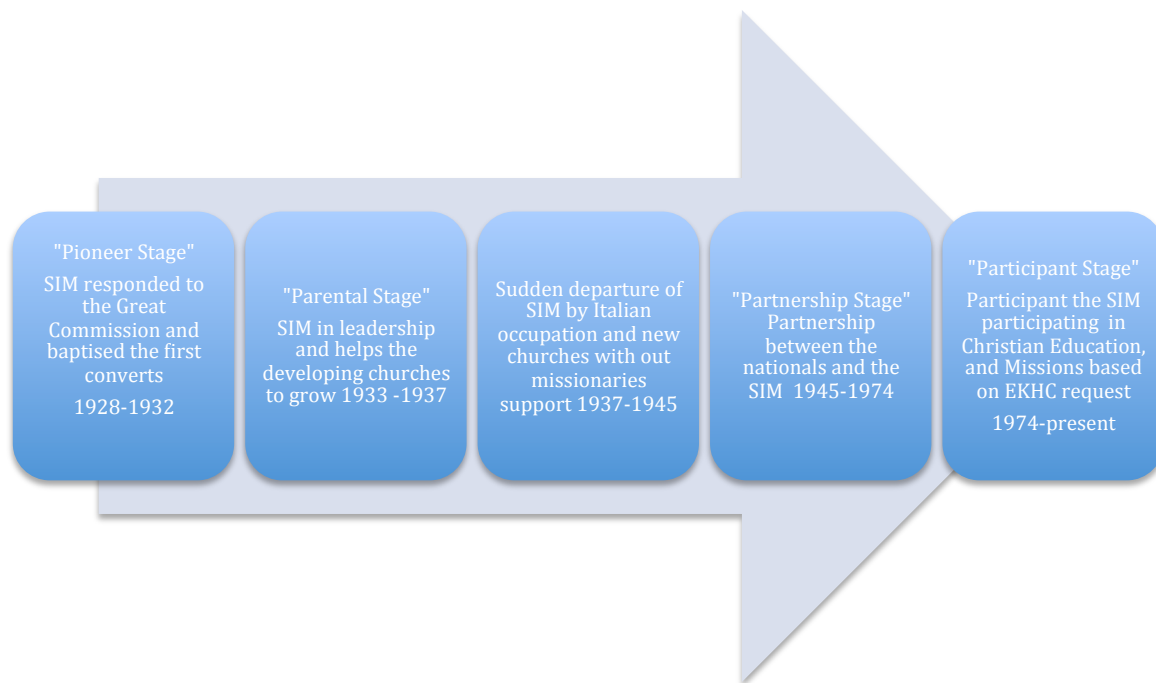 "Pioneer Stage"
SIM responded to
the Great
Commission and
baptised the first
converts
1928-1932
"Parental Stage"
SIM in leadership
and helps the
developing churches
to grow 1933 -1937
Sudden departure of
SIM by Italian
occupation and new
churches with out
missionaries
support 1937-1945
"Partnership Stage"
Partnership
between the
nationals and the
SIM 1945-1974
"Participant Stage"
Participant the SIM
participating in
Christian Education,
and Missions based
on EKHC request
1974-present